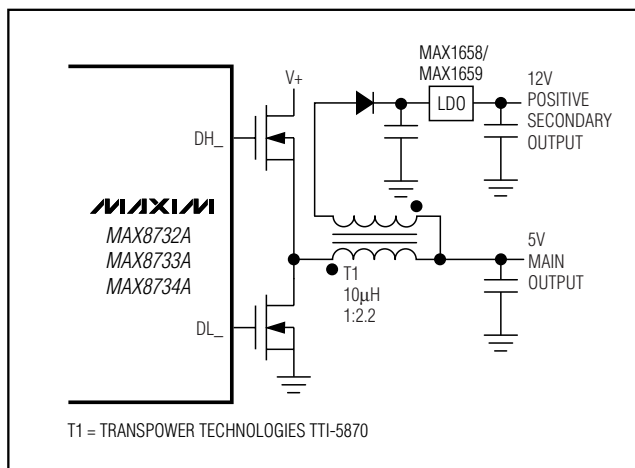 MAX1658/
MAX1659
V+
LDO
12V
POSITIVE
SECONDARY
OUTPUT
DH_
MAXIM
MAX8732A
MAX8733A
MAX8734A
T1
10µH
1:2.2
5V
MAIN
OUTPUT
DL_
T1 = TRANSPOWER TECHNOLOGIES TTI-5870